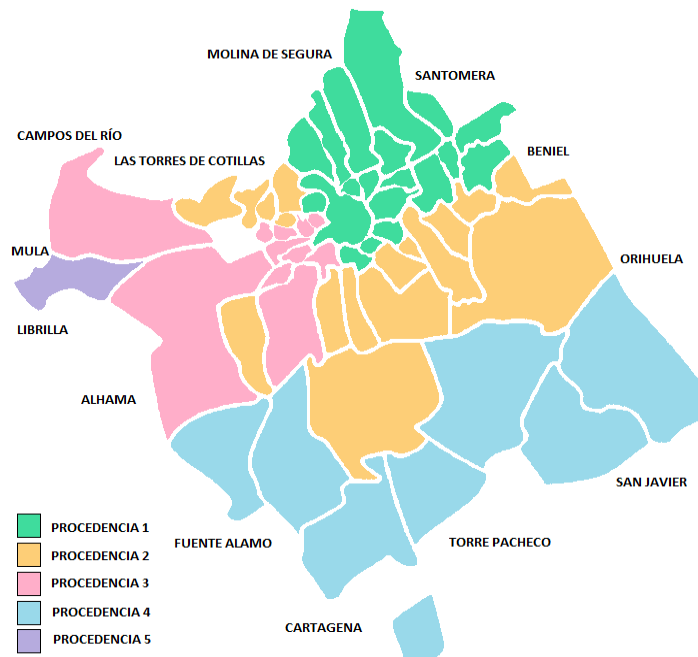 MOLINA DE SEGURA
SANTOMERA
CAMPOS DEL RÍO
LAS TORRES DE COTILLAS
BENIEL
MULA
ORIHUELA
LIBRILLA
ALHAMA
SAN JAVIER
FUENTE ALAMO
TORRE PACHECO
CARTAGENA
PROCEDENCIA 1
PROCEDENCIA 2
PROCEDENCIA 3
PROCEDENCIA 4
PROCEDENCIA 5